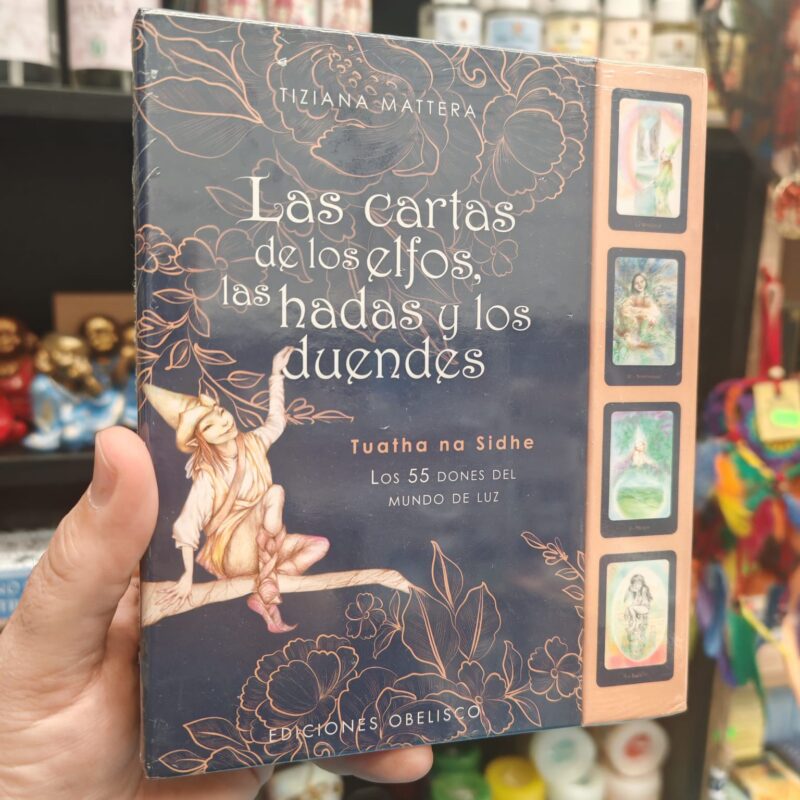 TIZIANA MATTERA
Las cartas
de los elfos,
las hadas y los
duendes
Tuatha na Sidhe
Los 55 dones del
mundo de luz
EDICIONES OBELISCO